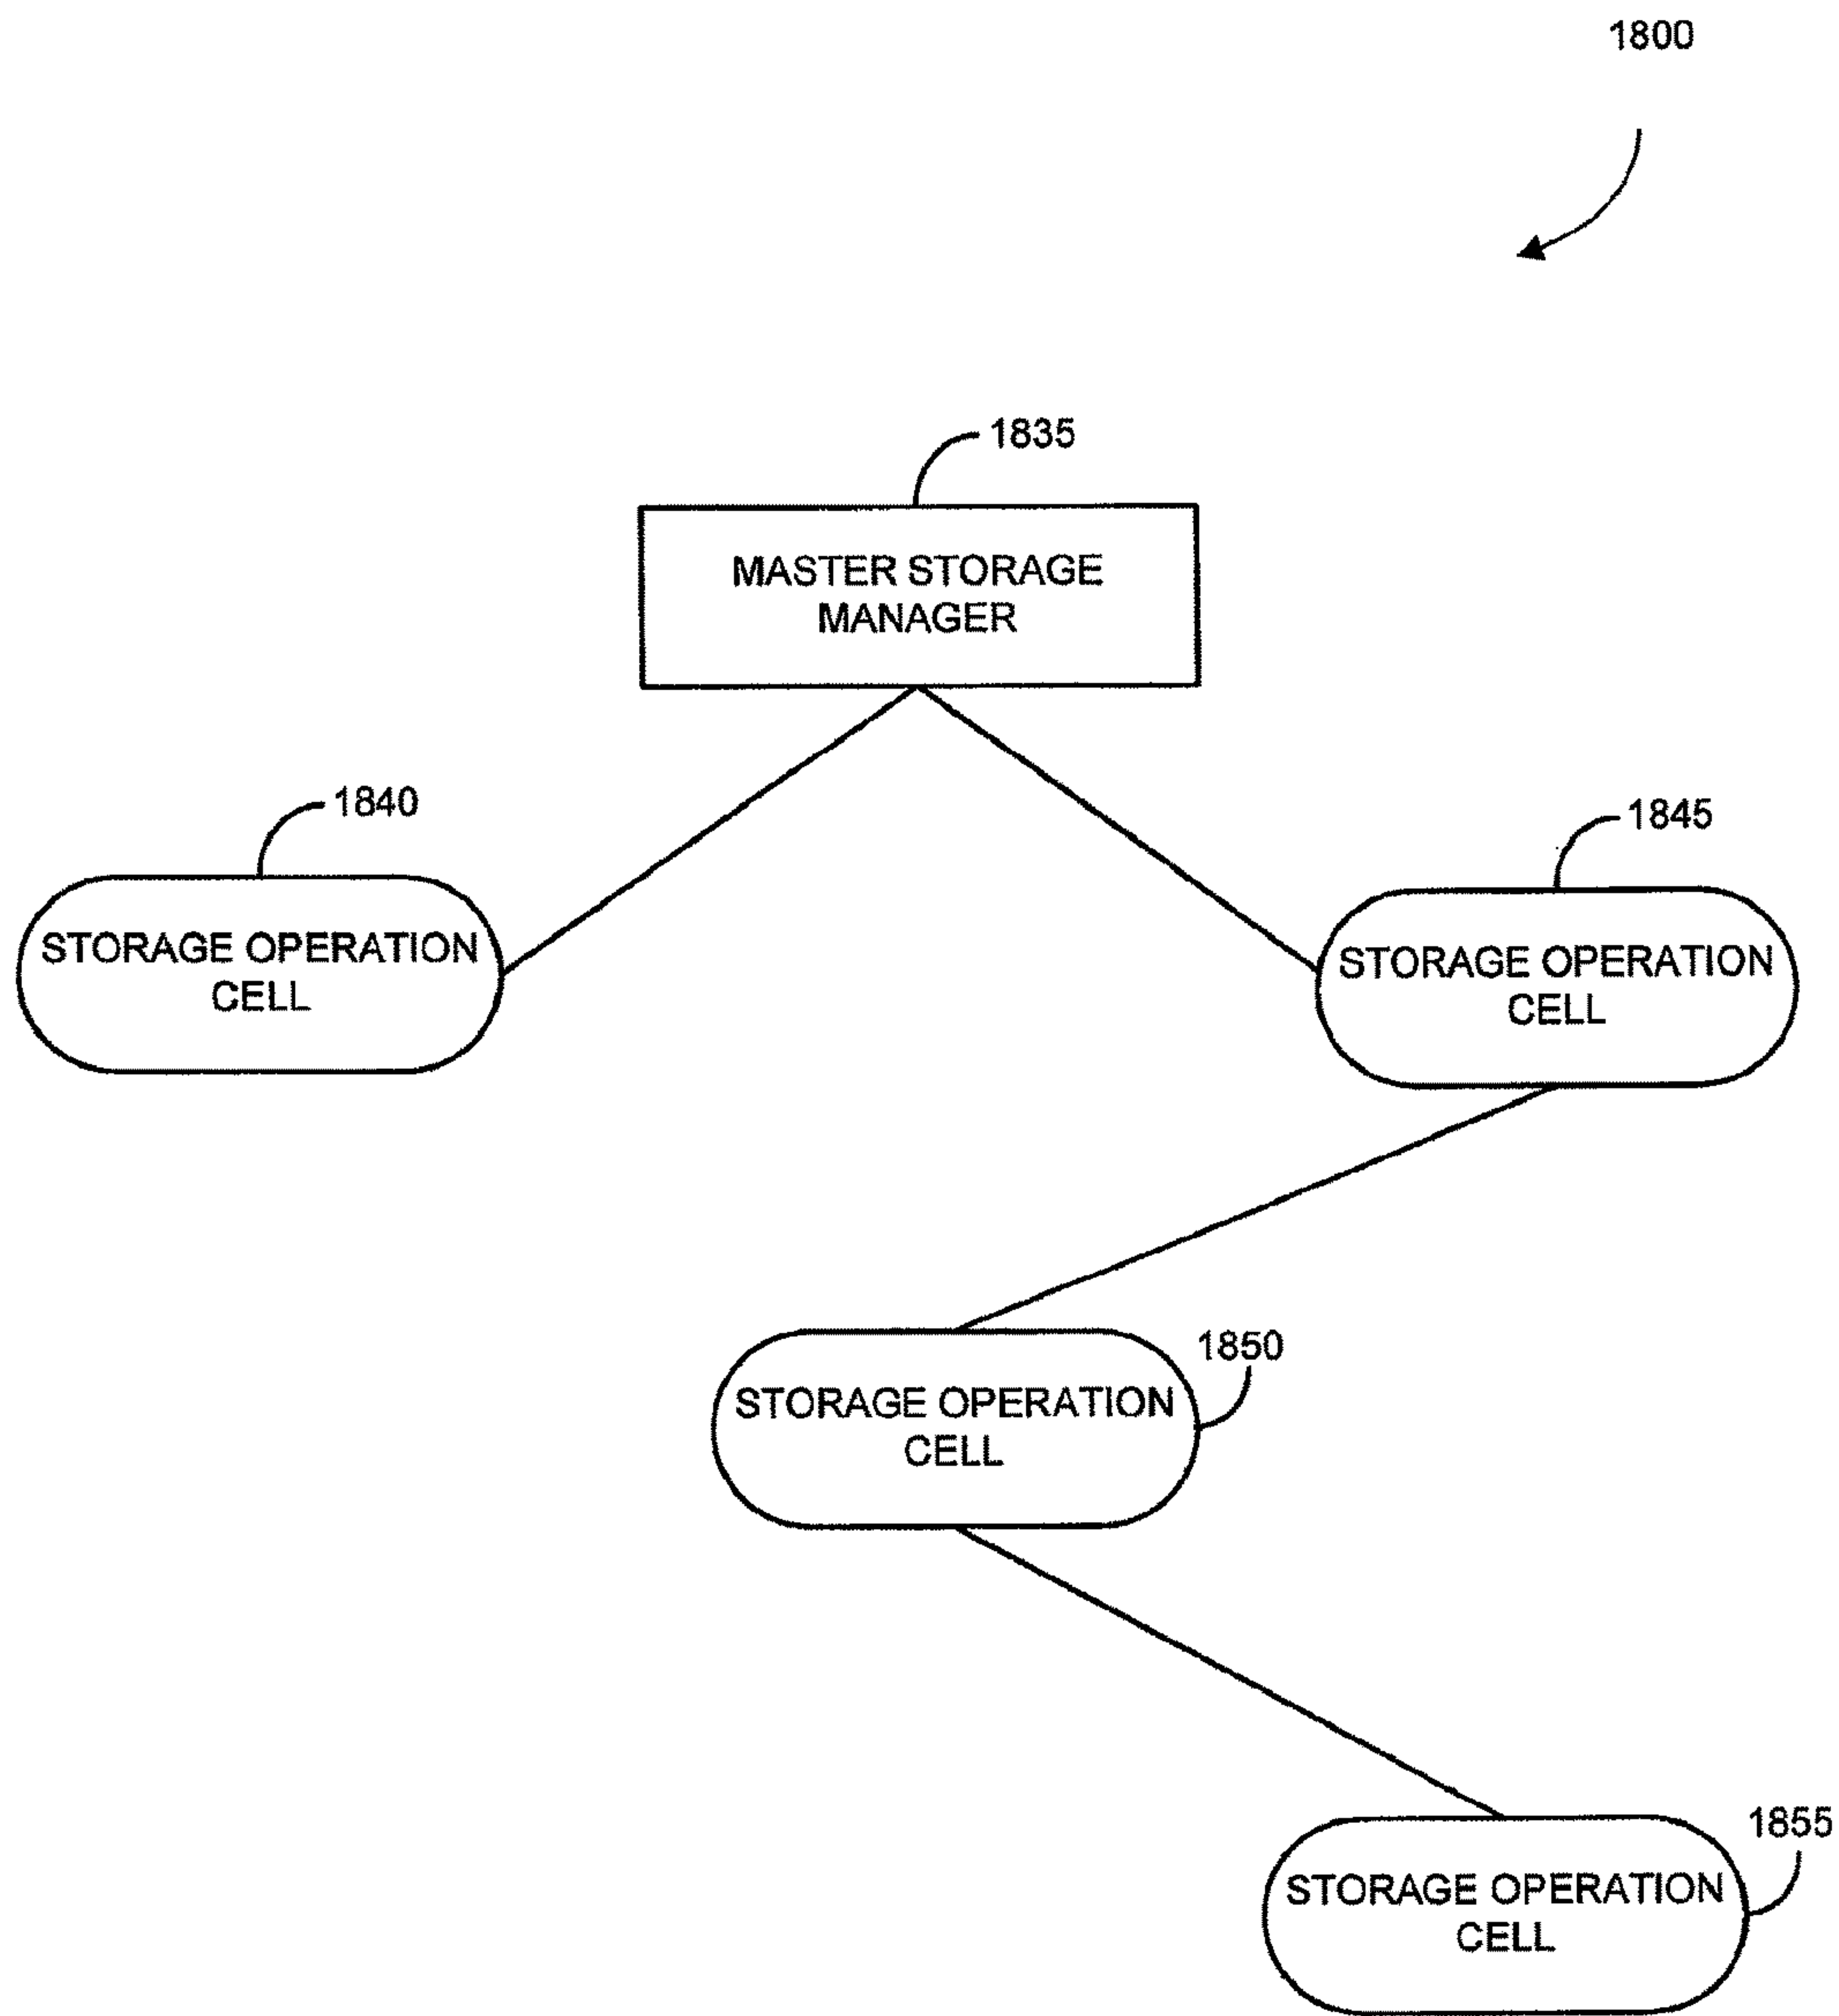 1800
1835
MASTER STORAGE
MANAGER
1840
STORAGE OPERATION
CELL
1845
STORAGE OPERATION
CELL
1850
STORAGE OPERATION
CELL
1855
STORAGE OPERATION
CELL